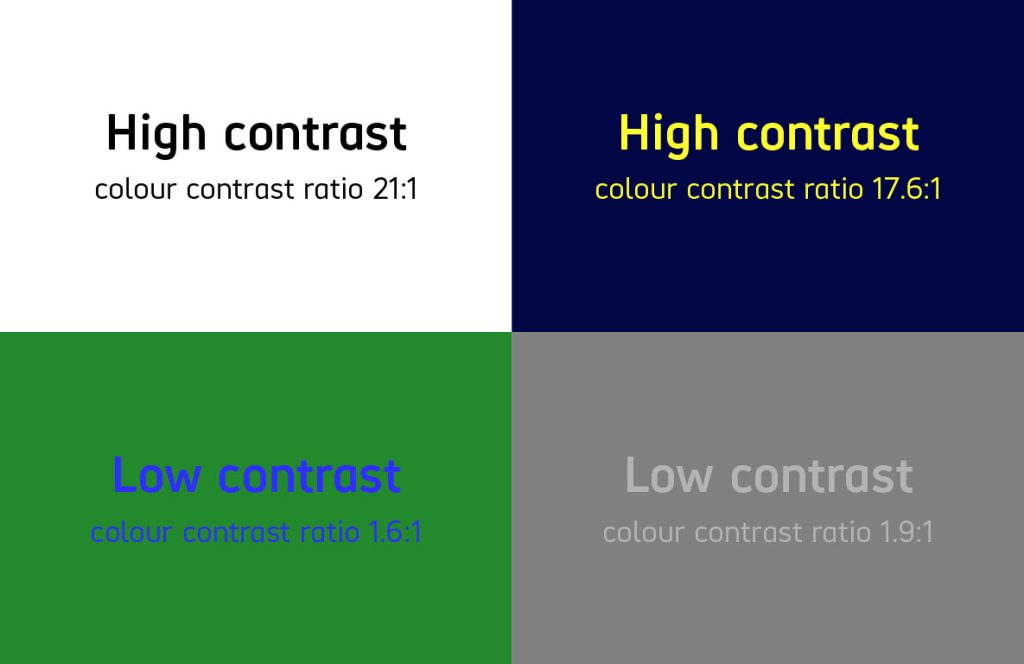 High contrast
colour contrast ratio 21:1
High contrast
colour contrast ratio 17.6:1
Low contrast
colour contrast ratio 1.6:1
Low contrast
colour contrast ratio 1.9:1